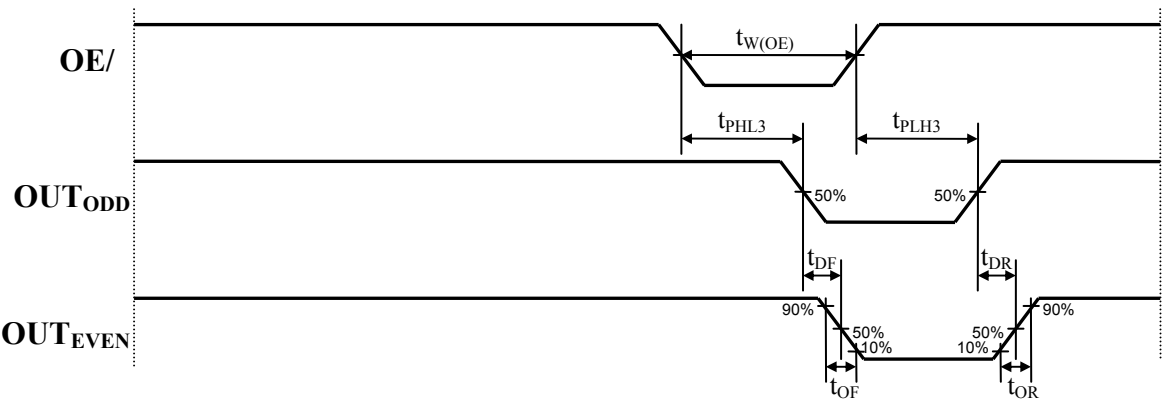 OE/
tW(OE)
tPHL3
tPLH3
OUTODD
50%
50%
tDF
tDR
OUTEVEN
90%
50%
10%
50%
10%
90%
tOF
tOR